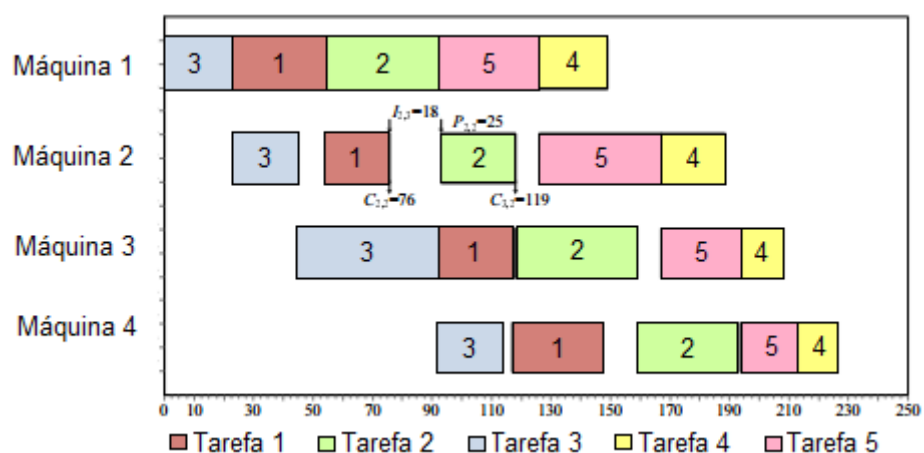 Máquina 1 3 1 2 5 4
I2,2=18 P2,2=25
Máquina 2 3 1 2 5 4
C2,2=76 C3,2=119
Máquina 3 3 1 2 5 4
Máquina 4 3 1 2 5 4
0 10 30 50 70 90 110 130 150 170 190 210 230 250
Tarefa 1 Tarefa 2 Tarefa 3 Tarefa 4 Tarefa 5